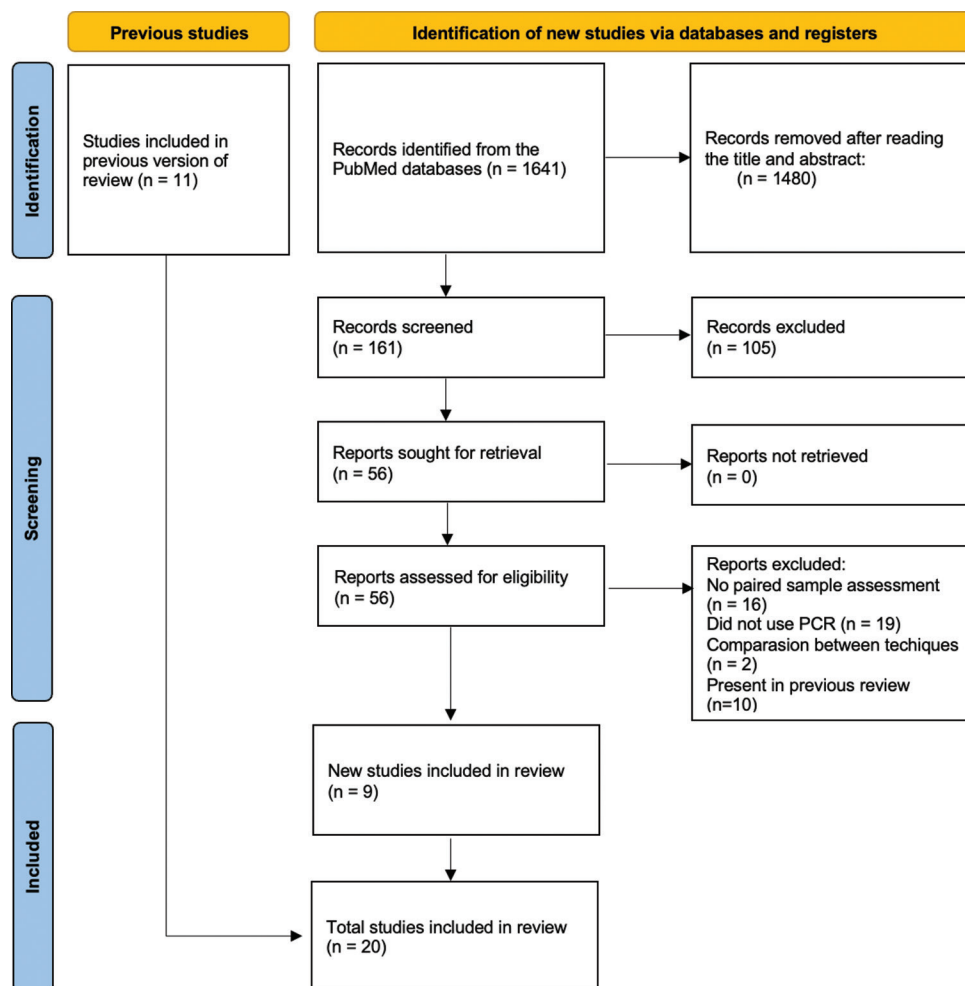 Previous studies
Identification of new studies via databases and registers
Identification
Studies included in
previous version of
review (n = 11)
Records identified from the
PubMed databases (n = 1641)
Records removed after reading
the title and abstract:
(n = 1480)
Screening
Records screened
(n = 161)
Records excluded
(n = 105)
Reports sought for retrieval
(n = 56)
Reports not retrieved
(n = 0)
Reports assessed for eligibility
(n = 56)
Reports excluded:
No paired sample assessment
(n = 16)
Did not use PCR (n = 19)
Comparasion between techiques
(n = 2)
Present in previous review
(n=10)
Included
New studies included in review
(n = 9)
Total studies included in review
(n = 20)